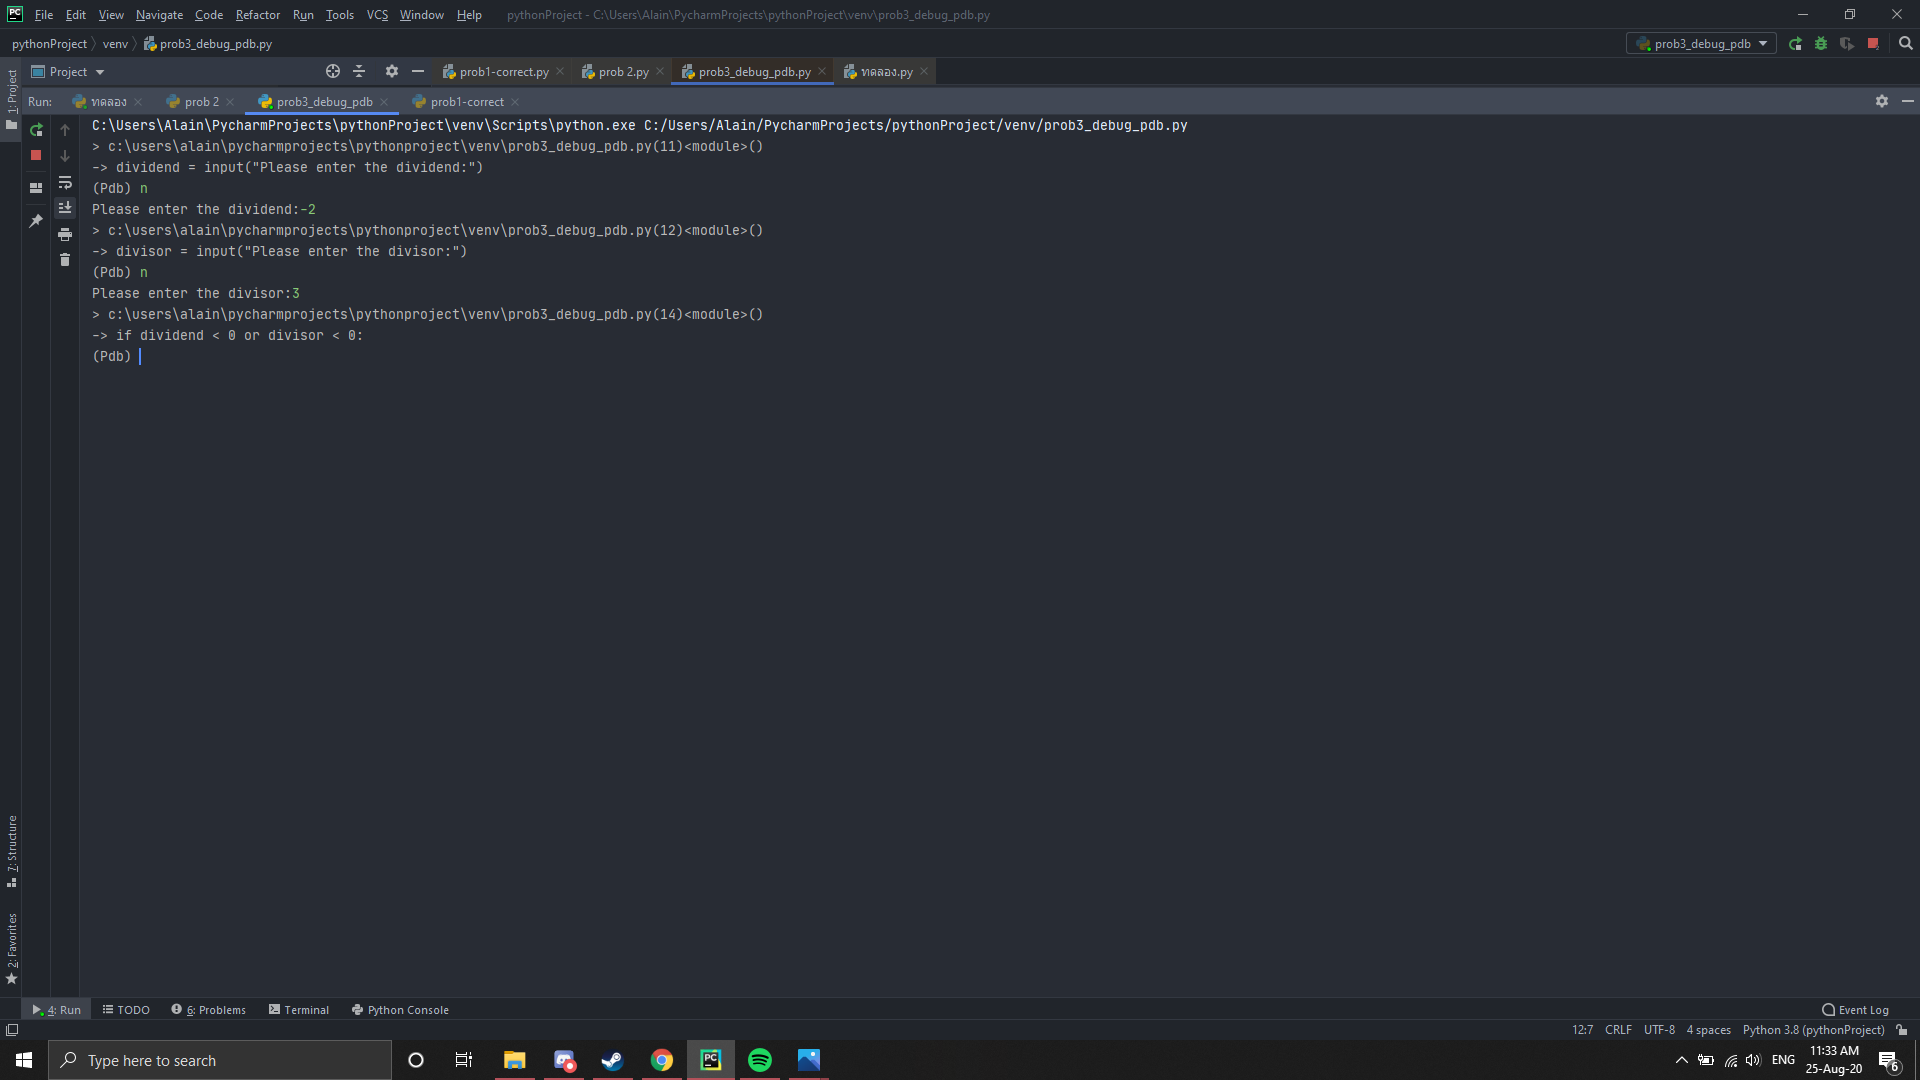 File Edit View Navigate Code Refactor Run Tools VCS Window Help pythonProject - C:\Users\Alain\PycharmProjects\pythonProject\venv\prob3_debug_pdb.py
pythonProject venv prob3_debug_pdb.py prob3_debug_pdb
1: Project
Project prob1-correct.py prob 2.py prob3_debug_pdb.py ทดลอง.py
Run: ทดลอง prob 2 prob3_debug_pdb prob1-correct
C:\Users\Alain\PycharmProjects\pythonProject\venv\Scripts\python.exe C:/Users/Alain/PycharmProjects/pythonProject/venv/prob3_debug_pdb.py
> c:\users\alain\pycharmprojects\pythonproject\venv\prob3_debug_pdb.py(11)<module>()
-> dividend = input("Please enter the dividend:")
(Pdb) n
Please enter the dividend:-2
> c:\users\alain\pycharmprojects\pythonproject\venv\prob3_debug_pdb.py(12)<module>()
-> divisor = input("Please enter the divisor:")
(Pdb) n
Please enter the divisor:3
> c:\users\alain\pycharmprojects\pythonproject\venv\prob3_debug_pdb.py(14)<module>()
-> if dividend < 0 or divisor < 0:
(Pdb)
7: Structure
2: Favorites
4: Run TODO 6: Problems Terminal Python Console Event Log
12:7 CRLF UTF-8 4 spaces Python 3.8 (pythonProject)
Type here to search PC ENG 11:33 AM
25-Aug-20 6